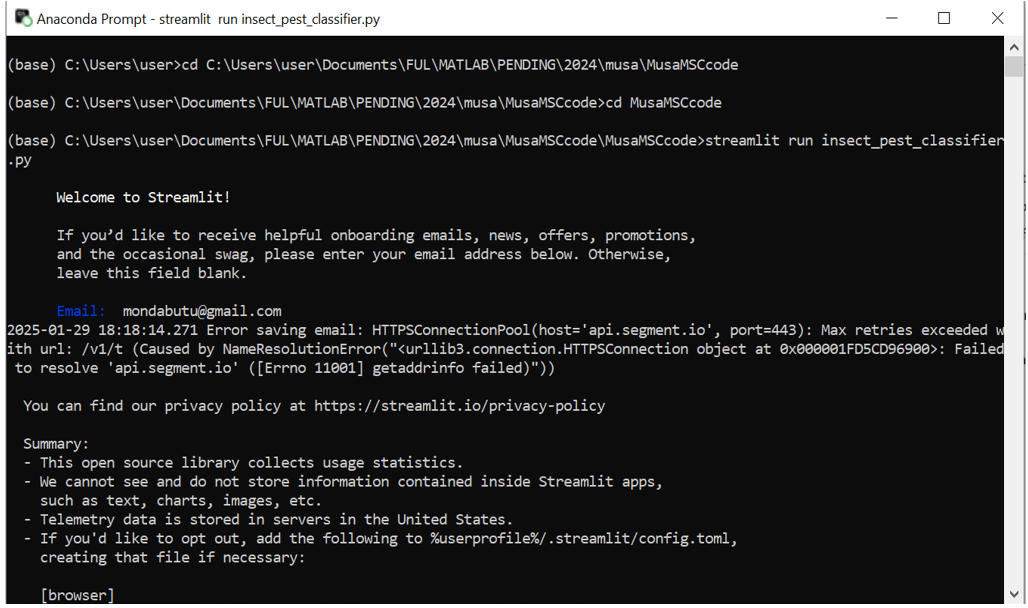 Anaconda Prompt - streamlit  run insect_pest_classifier.py
(base) C:\Users\user>cd C:\Users\user\Documents\FUL\MATLAB\PENDING\2024\musa\MusaMSCcode
(base) C:\Users\user\Documents\FUL\MATLAB\PENDING\2024\musa\MusaMSCcode>cd MusaMSCcode
(base) C:\Users\user\Documents\FUL\MATLAB\PENDING\2024\musa\MusaMSCcode\MusaMSCcode>streamlit run insect_pest_classifier
.py
Welcome to Streamlit!
If you’d like to receive helpful onboarding emails, news, offers, promotions,
and the occasional swag, please enter your email address below. Otherwise,
leave this field blank.
Email:  mondabutu@gmail.com
2025-01-29 18:18:14.271 Error saving email: HTTPSConnectionPool(host='api.segment.io', port=443): Max retries exceeded w
ith url: /v1/t (Caused by NameResolutionError("<urllib3.connection.HTTPSConnection object at 0x000001FD5CD96900>: Failed
to resolve 'api.segment.io' ([Errno 11001] getaddrinfo failed)"))
You can find our privacy policy at https://streamlit.io/privacy-policy
Summary:
- This open source library collects usage statistics.
- We cannot see and do not store information contained inside Streamlit apps,
such as text, charts, images, etc.
- Telemetry data is stored in servers in the United States.
- If you'd like to opt out, add the following to %userprofile%/.streamlit/config.toml,
creating that file if necessary:
[browser]